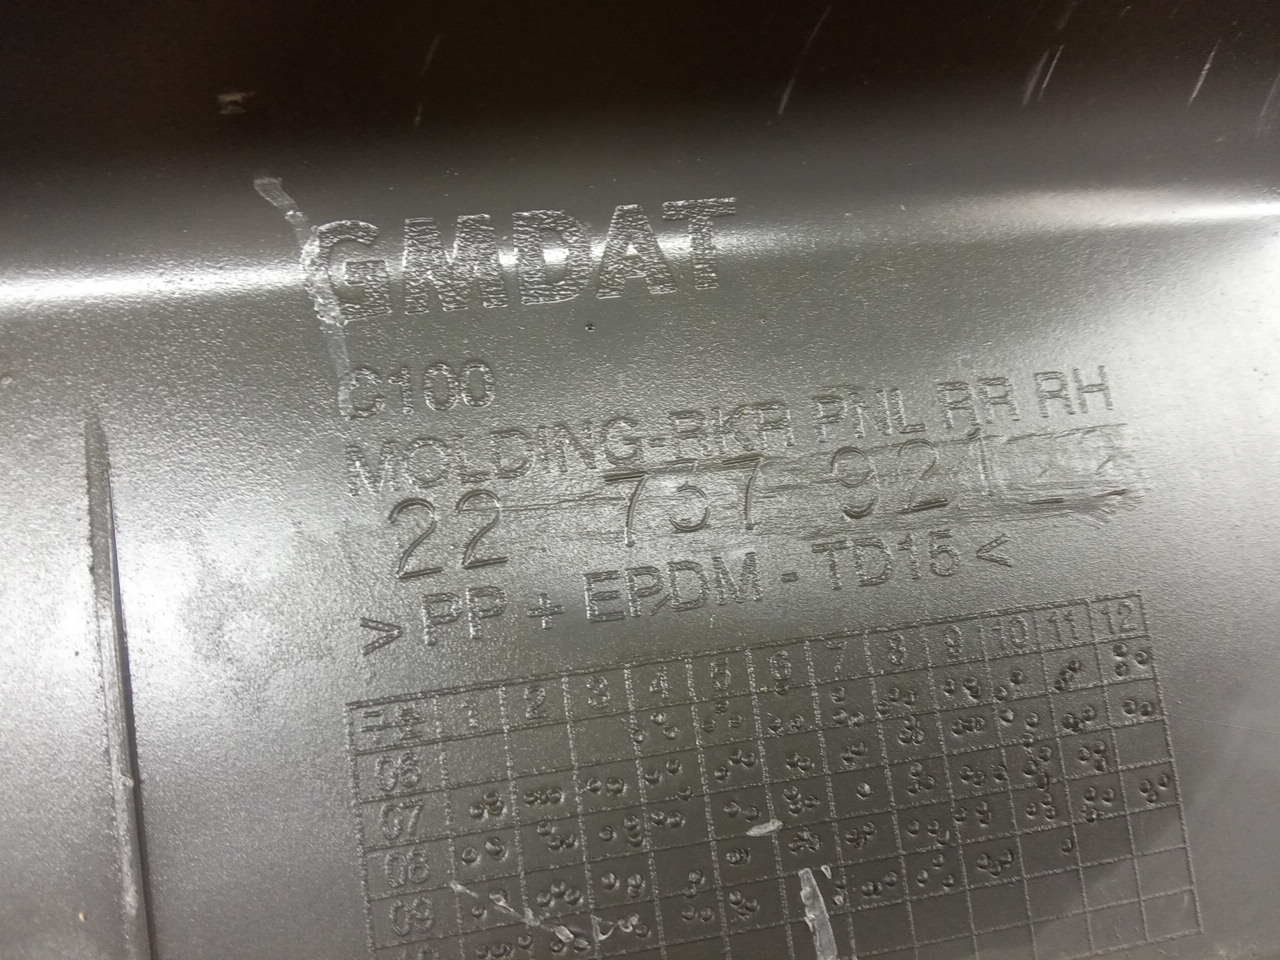 GMDAT
C100
MOLDING-RKR PNL RR RH
22 757 921
>PP + EPDM - TD15<
1 2 3 4 5 6 7 8 9 10 11 12
06
07
08
09